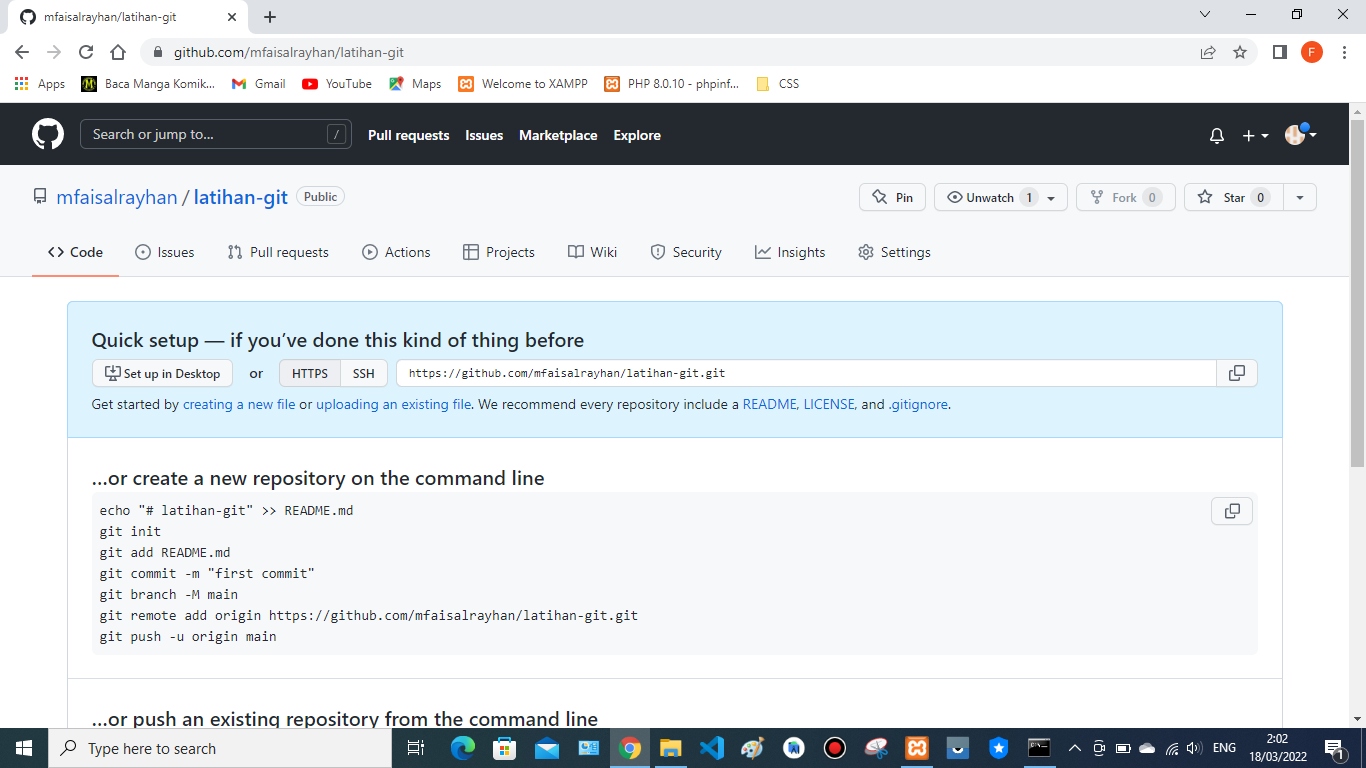 mfaisalrayhan/latihan-git
github.com/mfaisalrayhan/latihan-git
F
Apps Baca Manga Komik... Gmail YouTube Maps Welcome to XAMPP PHP 8.0.10 - phpinf... CSS
Search or jump to... / Pull requests Issues Marketplace Explore
mfaisalrayhan / latihan-git Public Pin Unwatch 1 Fork 0 Star 0
Code Issues Pull requests Actions Projects Wiki Security Insights Settings
Quick setup — if you’ve done this kind of thing before
Set up in Desktop or HTTPS SSH https://github.com/mfaisalrayhan/latihan-git.git
Get started by creating a new file or uploading an existing file. We recommend every repository include a README, LICENSE, and .gitignore.
…or create a new repository on the command line
echo "# latihan-git" >> README.md
git init
git add README.md
git commit -m "first commit"
git branch -M main
git remote add origin https://github.com/mfaisalrayhan/latihan-git.git
git push -u origin main
…or push an existing repository from the command line
Type here to search ENG 2:02
18/03/2022 1